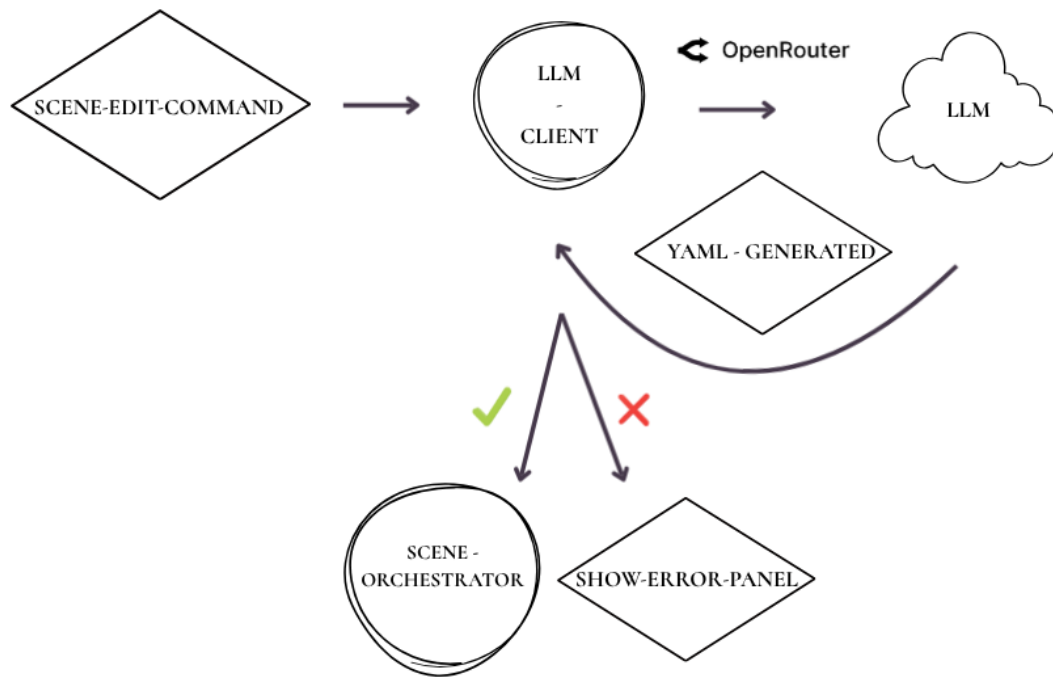 OpenRouter
LLM
-
CLIENT
SCENE-EDIT-COMMAND
LLM
YAML - GENERATED
SCENE -
ORCHESTRATOR
SHOW-ERROR-PANEL